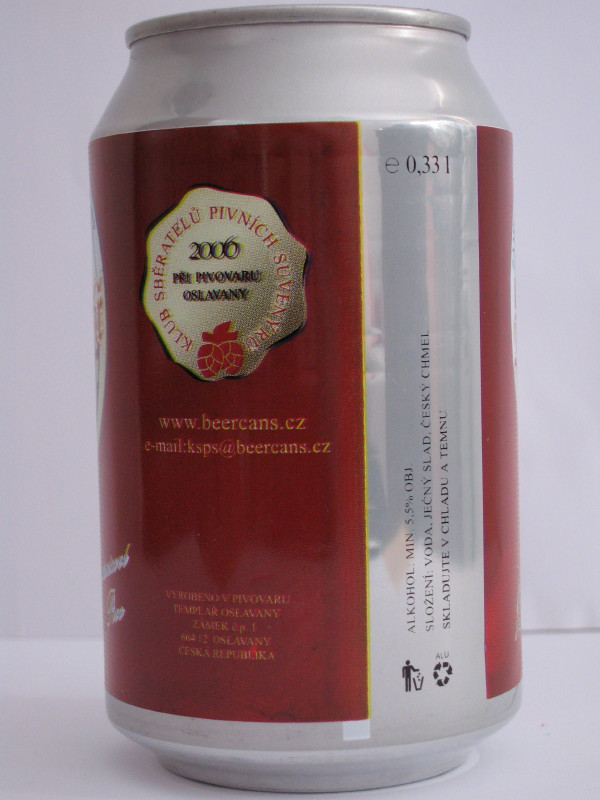 KLUB SBĚRATELŮ PIVNÍCH SUVENÝRŮ
2006
PŘI PIVOVARU
OSLAVANY
www.beercans.cz
e-mail:ksps@beercans.cz
VYROBENO V PIVOVARU
TEMPLÁŘ OSLAVANY
ZÁMEK č.p. 1
664 12 OSLAVANY
ČESKÁ REPUBLIKA
℮ 0,33 l
ALKOHOL: MIN. 5,5% OBJ.
SLOŽENÍ: VODA, JEČNÝ SLAD, ČESKÝ CHMEL
SKLADUJTE V CHLADU A TEMNU
ALU